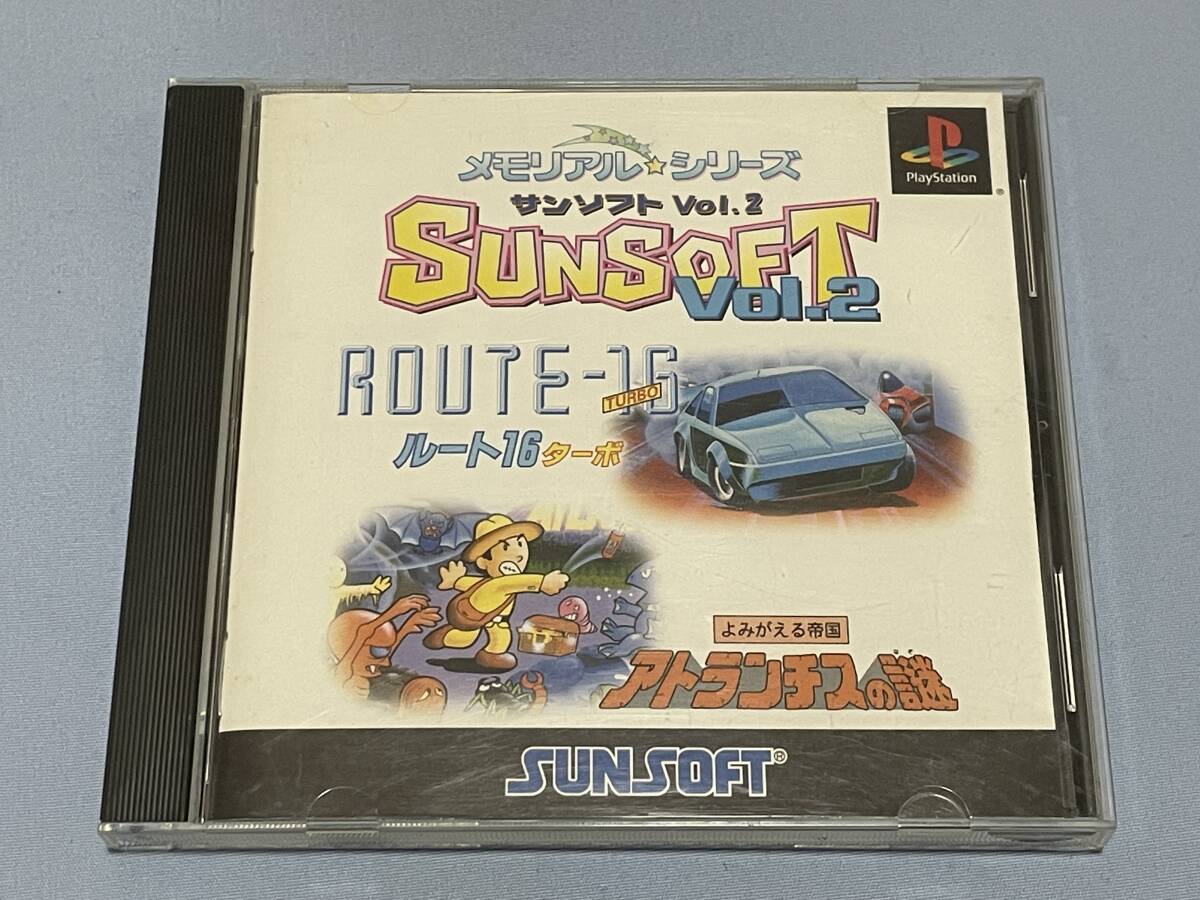 PlayStation
®
メモリアル☆シリーズ
サンソフト Vol.2
SUNSOFT
Vol.2
ROUTE-16
TURBO
ルート16 ターボ
よみがえる帝国
アトランチスの謎
なぞ
SUNSOFT®